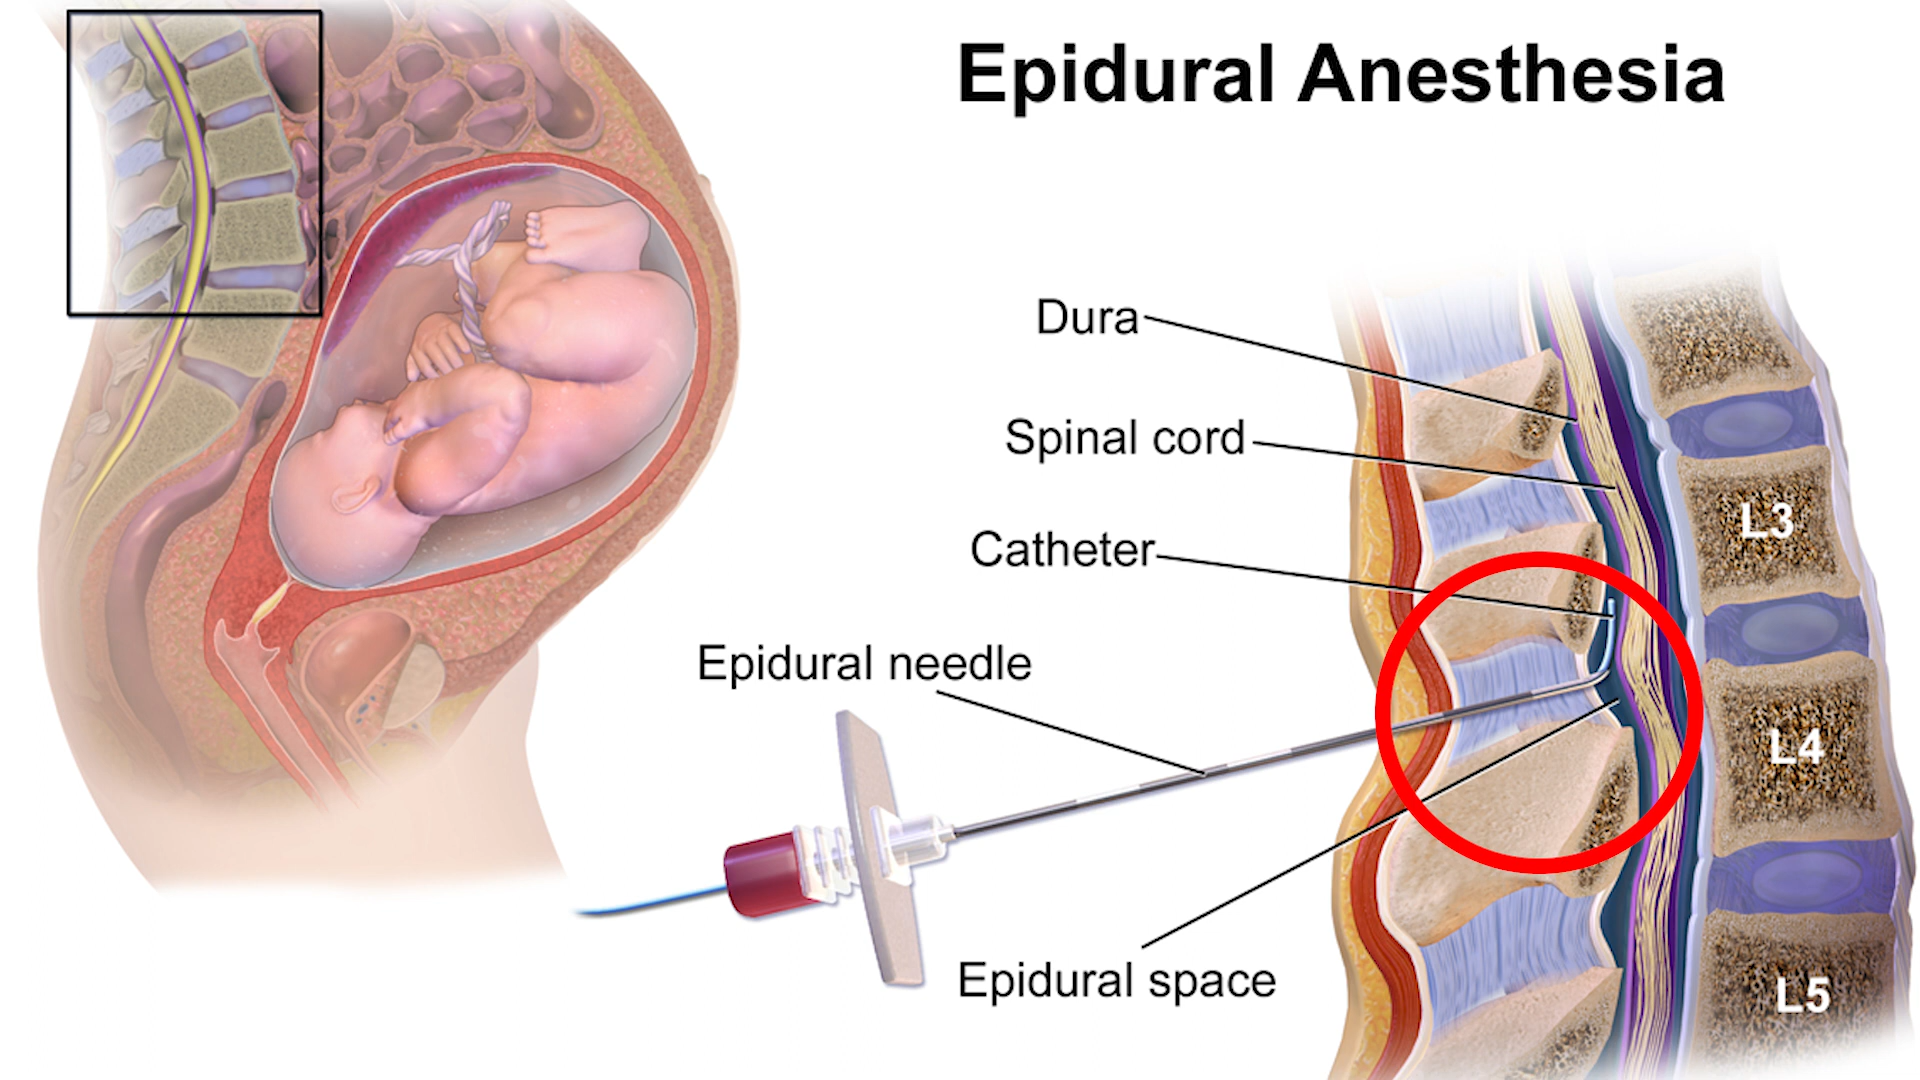 Epidural Anesthesia
Dura
Spinal cord
Catheter
Epidural needle
Epidural space
L3
L4
L5